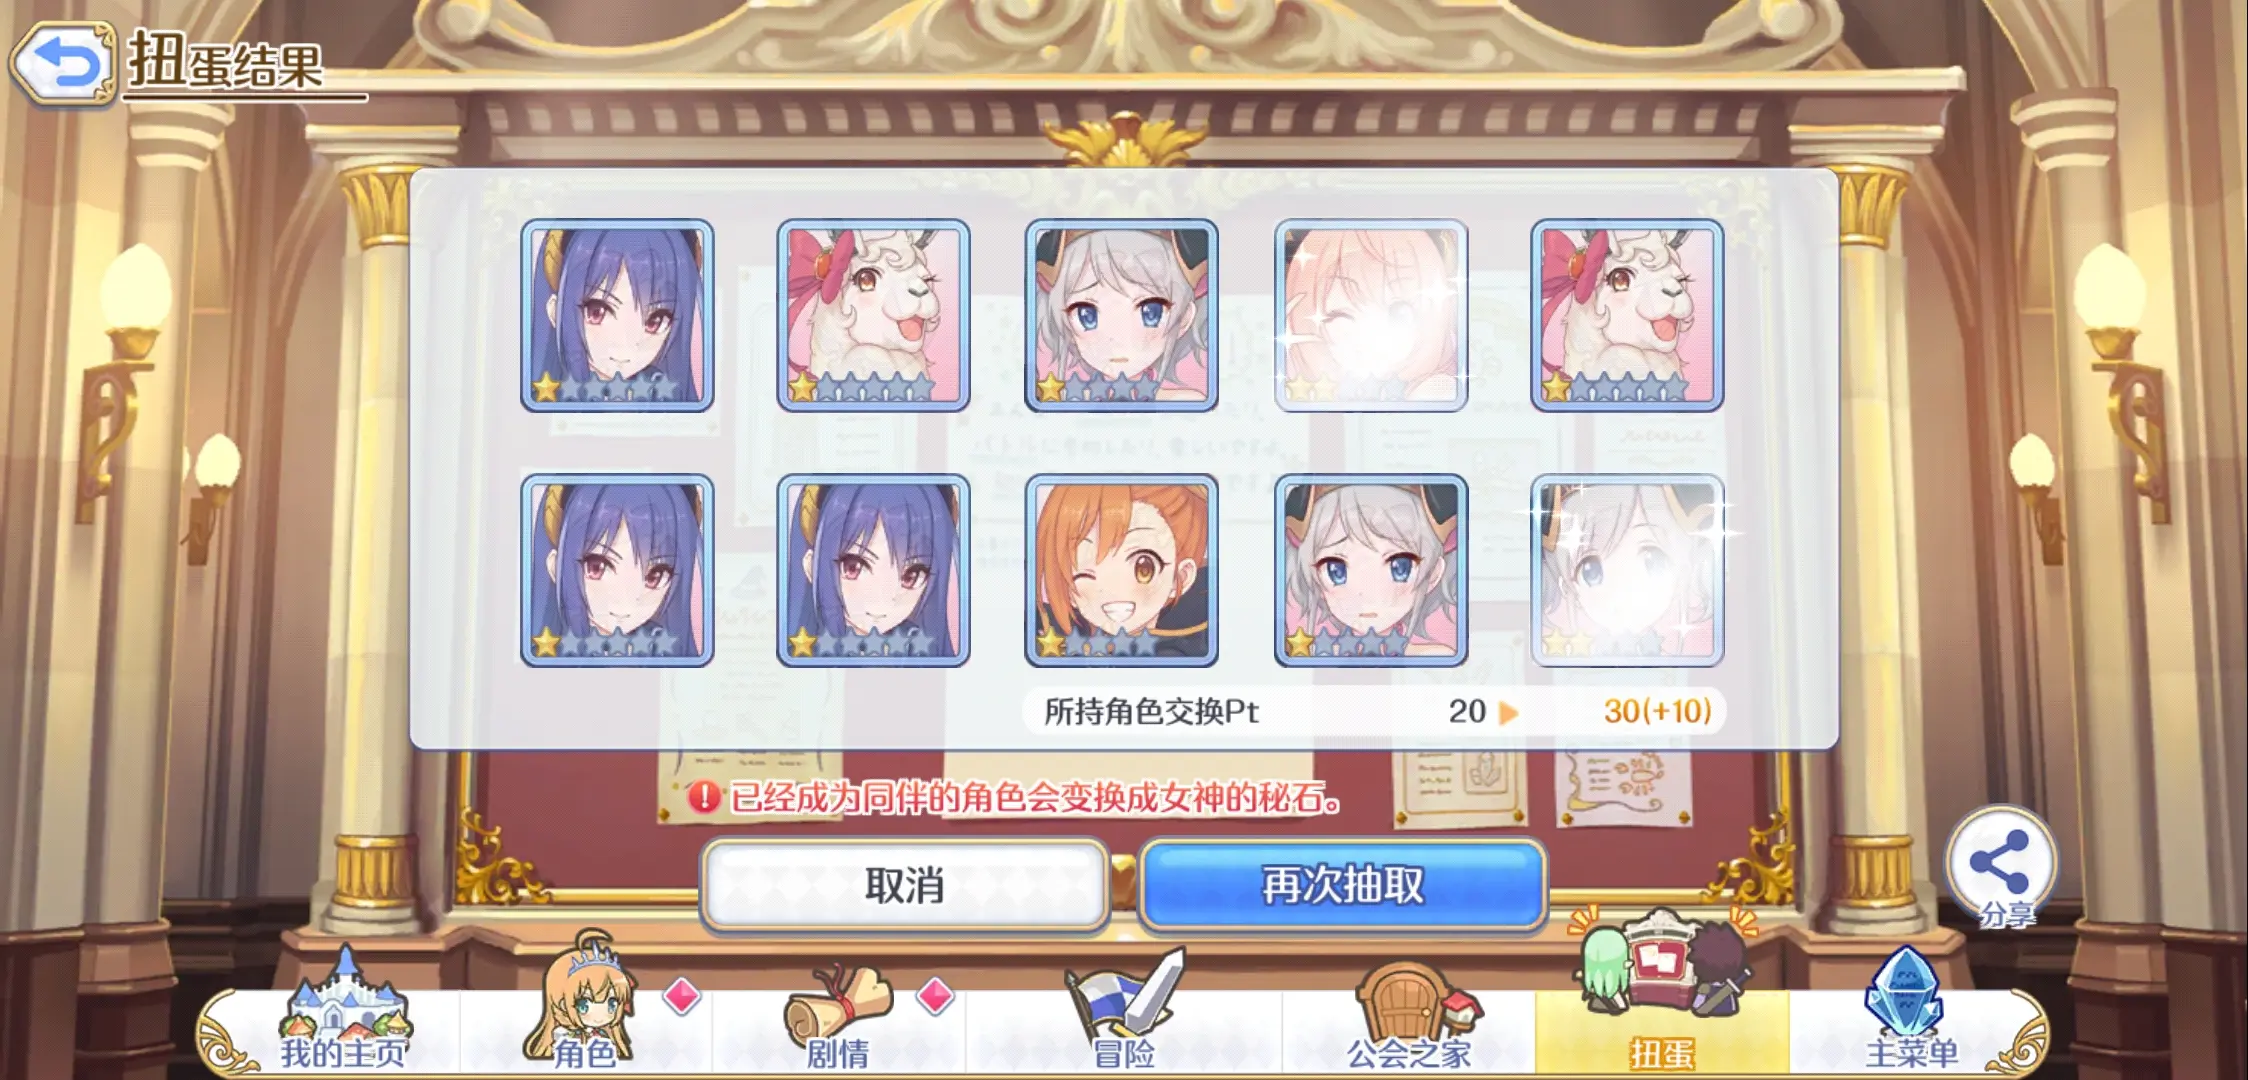 扭蛋结果
所持角色交换Pt 20 ▶ 30(+10)
已经成为同伴的角色会变换成女神的秘石。
取消
再次抽取
分享
我的主页
角色
剧情
冒险
公会之家
扭蛋
主菜单